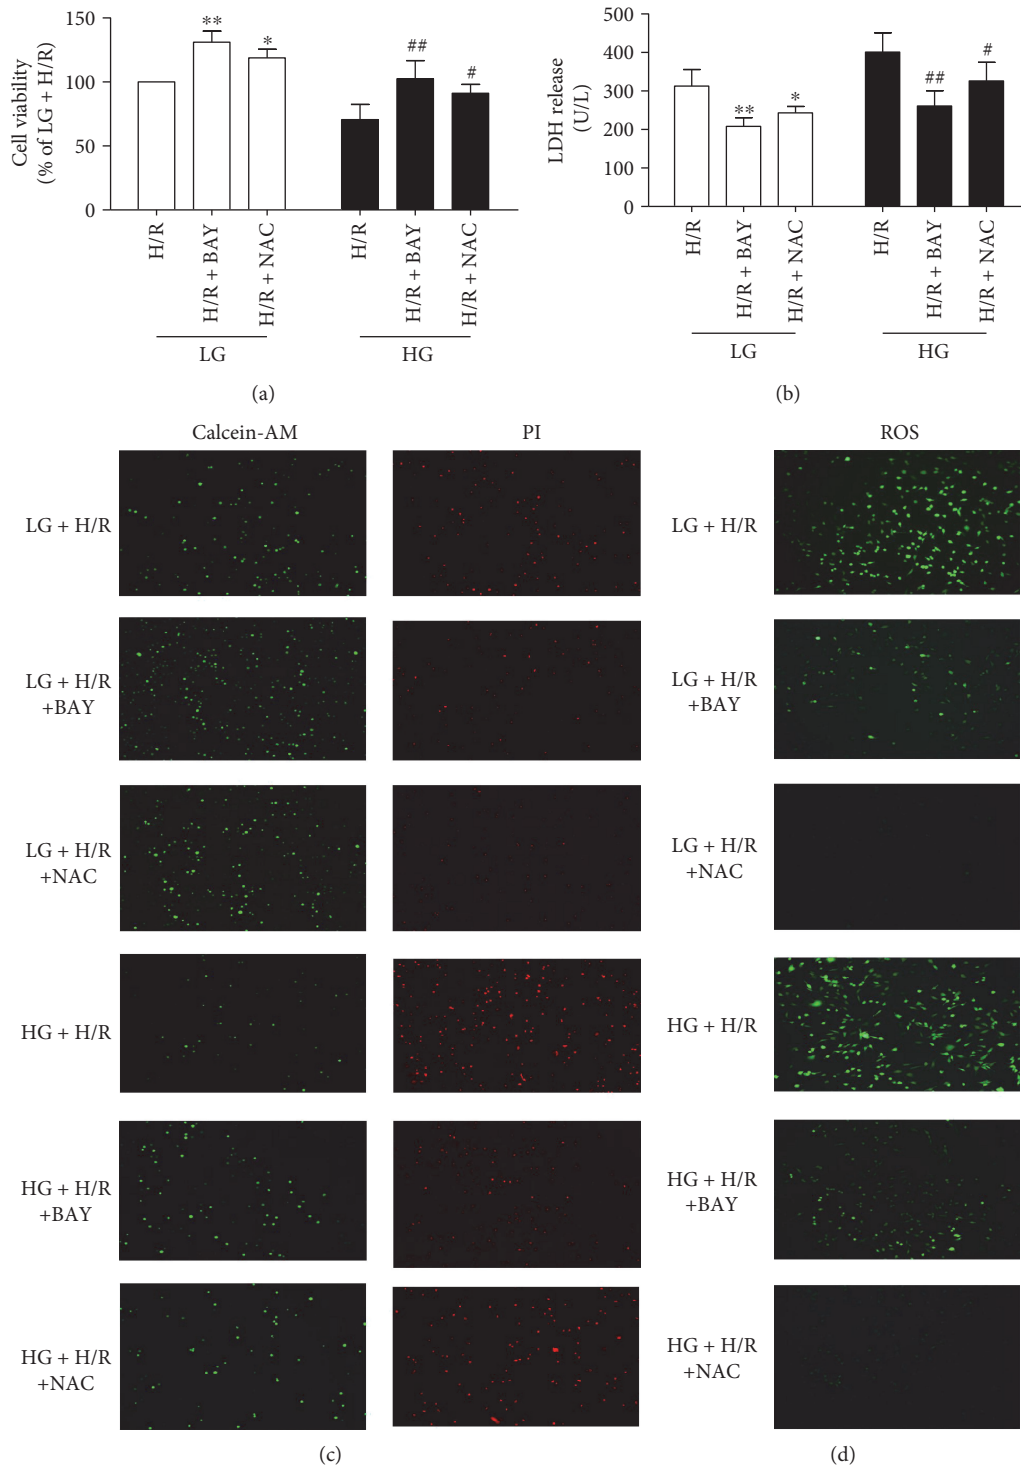 Cell viability
(% of LG + H/R)
150
100
50
0
**
*
##
#
H/R
H/R + BAY
H/R + NAC
H/R
H/R + BAY
H/R + NAC
LG
HG
(a)
LDH release
(U/L)
500
400
300
200
100
0
**
*
##
#
H/R
H/R + BAY
H/R + NAC
H/R
H/R + BAY
H/R + NAC
LG
HG
(b)
Calcein-AM
PI
LG + H/R
LG + H/R
+BAY
LG + H/R
+NAC
HG + H/R
HG + H/R
+BAY
HG + H/R
+NAC
(c)
ROS
LG + H/R
LG + H/R
+BAY
LG + H/R
+NAC
HG + H/R
HG + H/R
+BAY
HG + H/R
+NAC
(d)